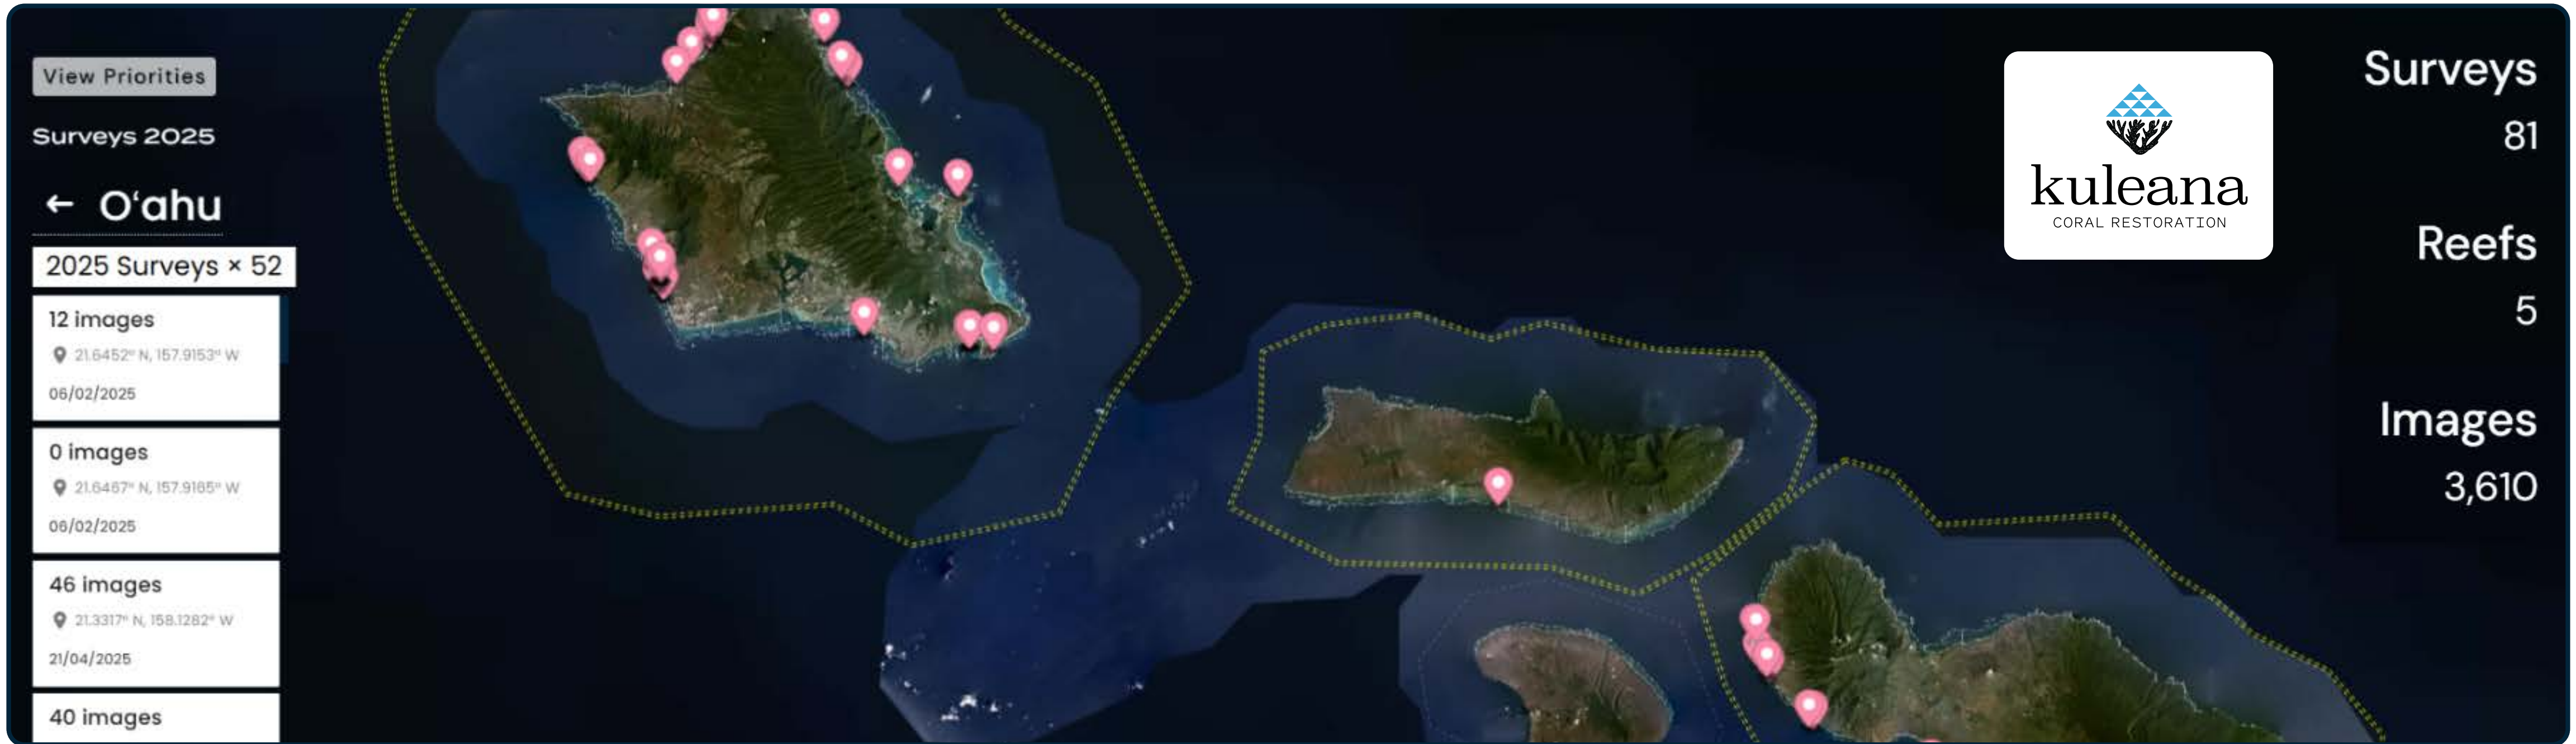 View Priorities
Surveys 2025
← Oʻahu
2025 Surveys × 52
12 images
21.6452° N, 157.9153° W
06/02/2025
0 images
21.6467° N, 157.9165° W
06/02/2025
46 images
21.3317° N, 158.1282° W
21/04/2025
40 images
kuleana
CORAL RESTORATION
Surveys
81
Reefs
5
Images
3,610